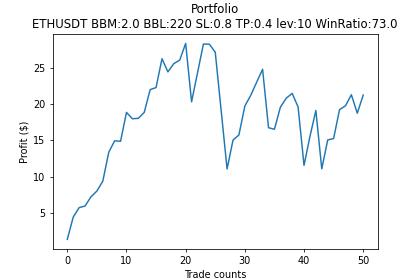 Portfolio
ETHUSDT BBM:2.0 BBL:220 SL:0.8 TP:0.4 lev:10 WinRatio:73.0
Profit ($)
25
20
15
10
5
0 10 20 30 40 50
Trade counts